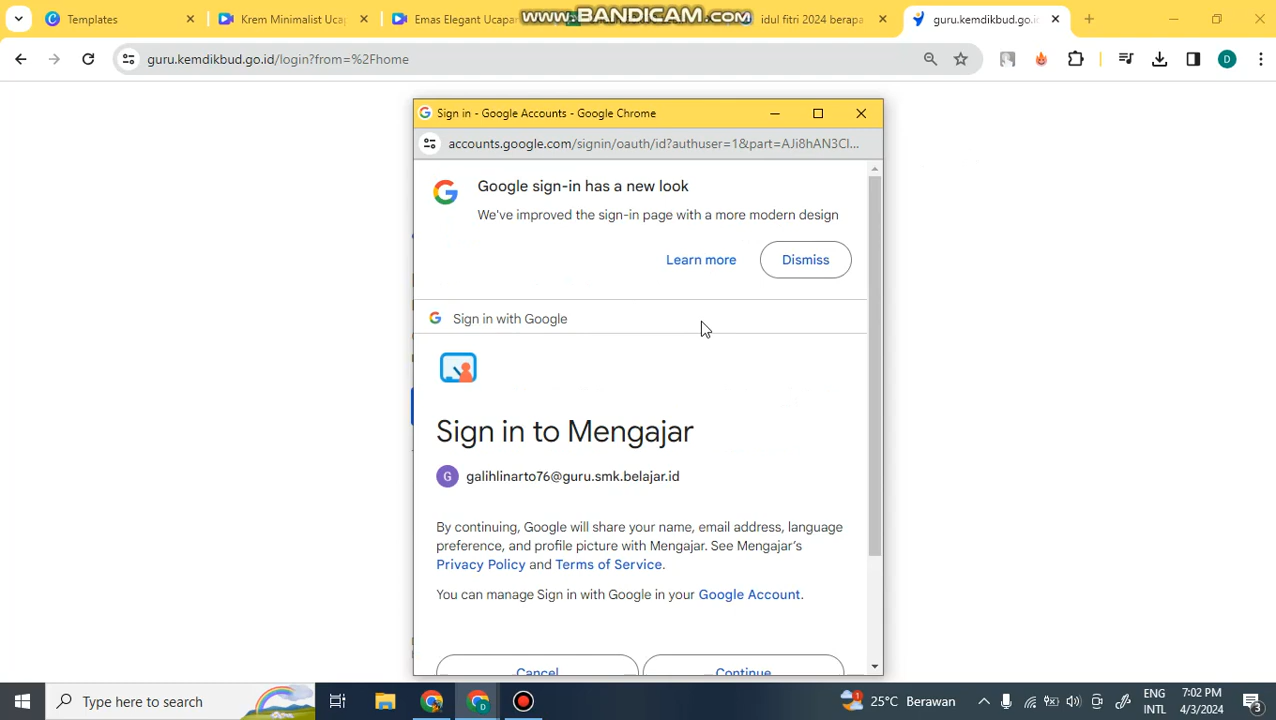 Templates
Krem Minimalist Ucap
Emas Elegant Ucapa
www.BANDICAM.com
idul fitri 2024 berapa
guru.kemdikbud.go.i
guru.kemdikbud.go.id/login?from=%2Fhome
D
Sign in - Google Accounts - Google Chrome
accounts.google.com/signin/oauth/id?authuser=1&part=AJi8hAN3Cl...
Google sign-in has a new look
We've improved the sign-in page with a more modern design
Learn more
Dismiss
Sign in with Google
Sign in to Mengajar
G
galihlinarto76@guru.smk.belajar.id
By continuing, Google will share your name, email address, language
preference, and profile picture with Mengajar. See Mengajar's
Privacy Policy and Terms of Service.
You can manage Sign in with Google in your Google Account.
Cancel
Continue
Type here to search
25°C Berawan
ENG
INTL
7:02 PM
4/3/2024
3